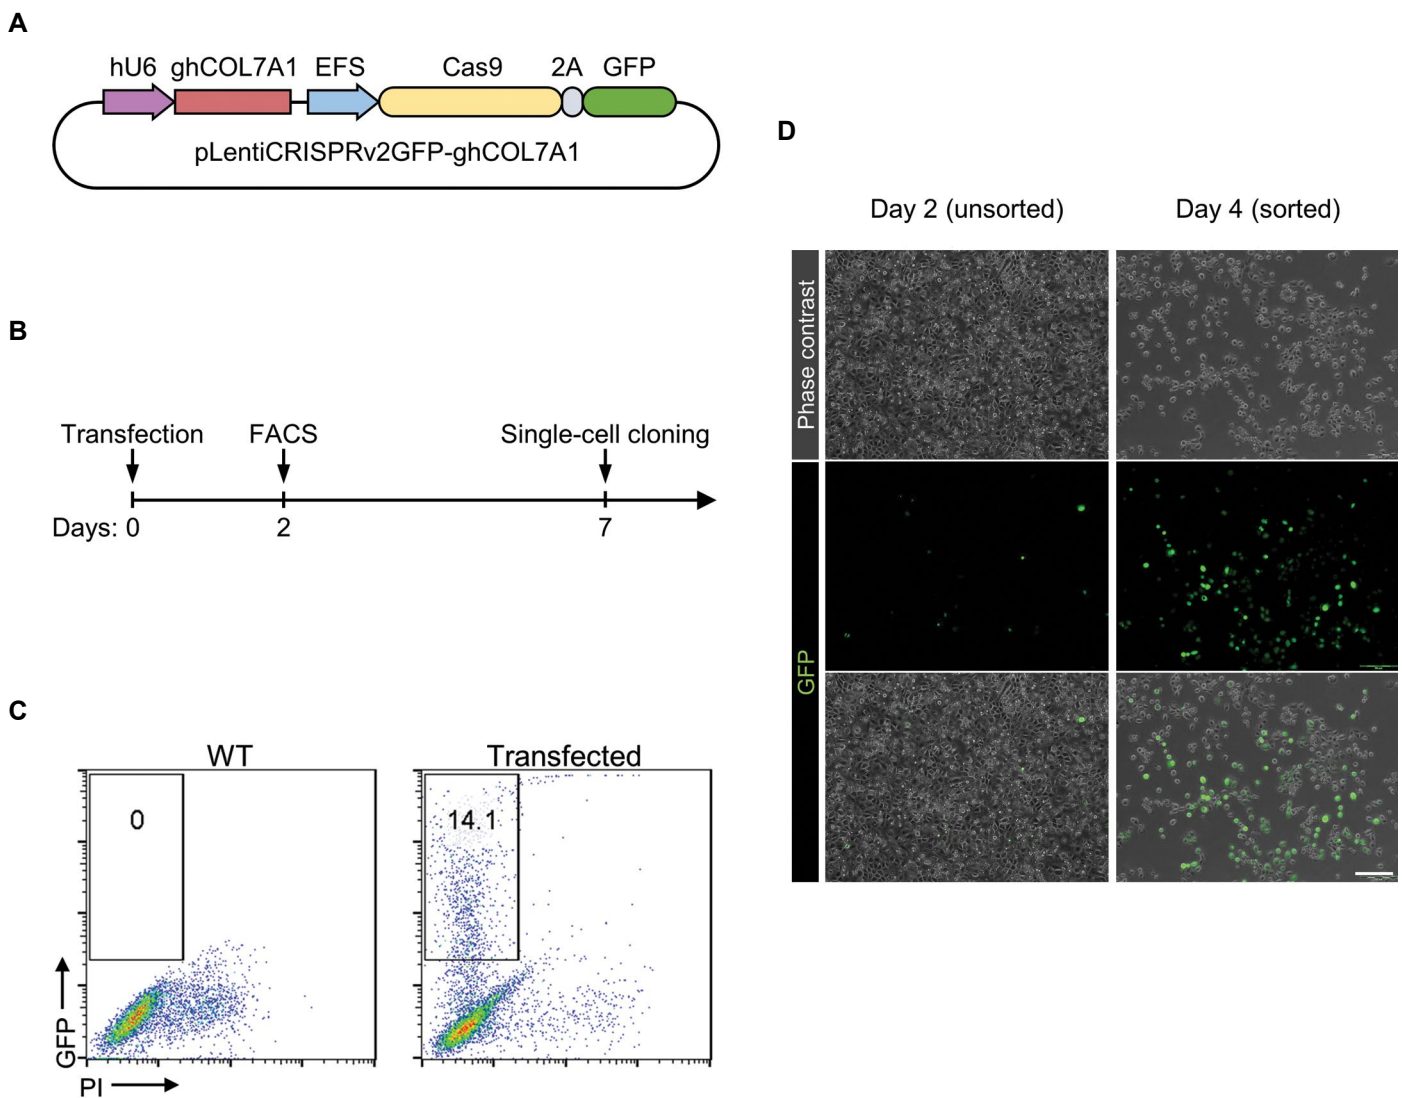 A
hU6 ghCOL7A1 EFS Cas9 2A GFP
pLentiCRISPRv2GFP-ghCOL7A1
B
Transfection FACS Single-cell cloning
Days: 0 2 7
C
WT Transfected
0 14.1
GFP
PI
D
Day 2 (unsorted) Day 4 (sorted)
Phase contrast
GFP